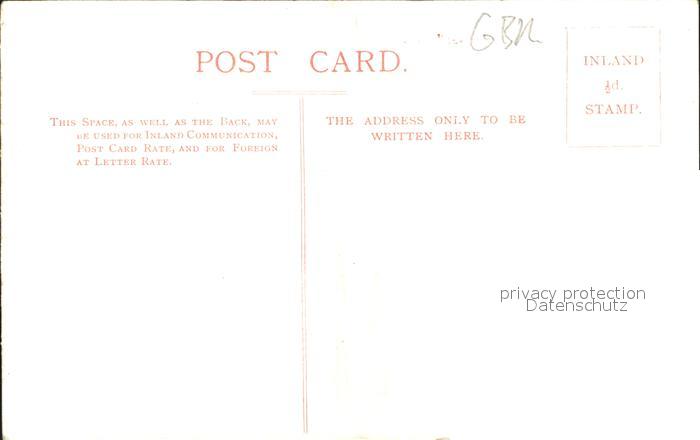 GBR
POST CARD.
INLAND
½d.
STAMP.
THIS SPACE, AS WELL AS THE BACK, MAY
BE USED FOR INLAND COMMUNICATION,
POST CARD RATE, AND FOR FOREIGN
AT LETTER RATE.
THE ADDRESS ONLY TO BE
WRITTEN HERE.
privacy protection
Datenschutz